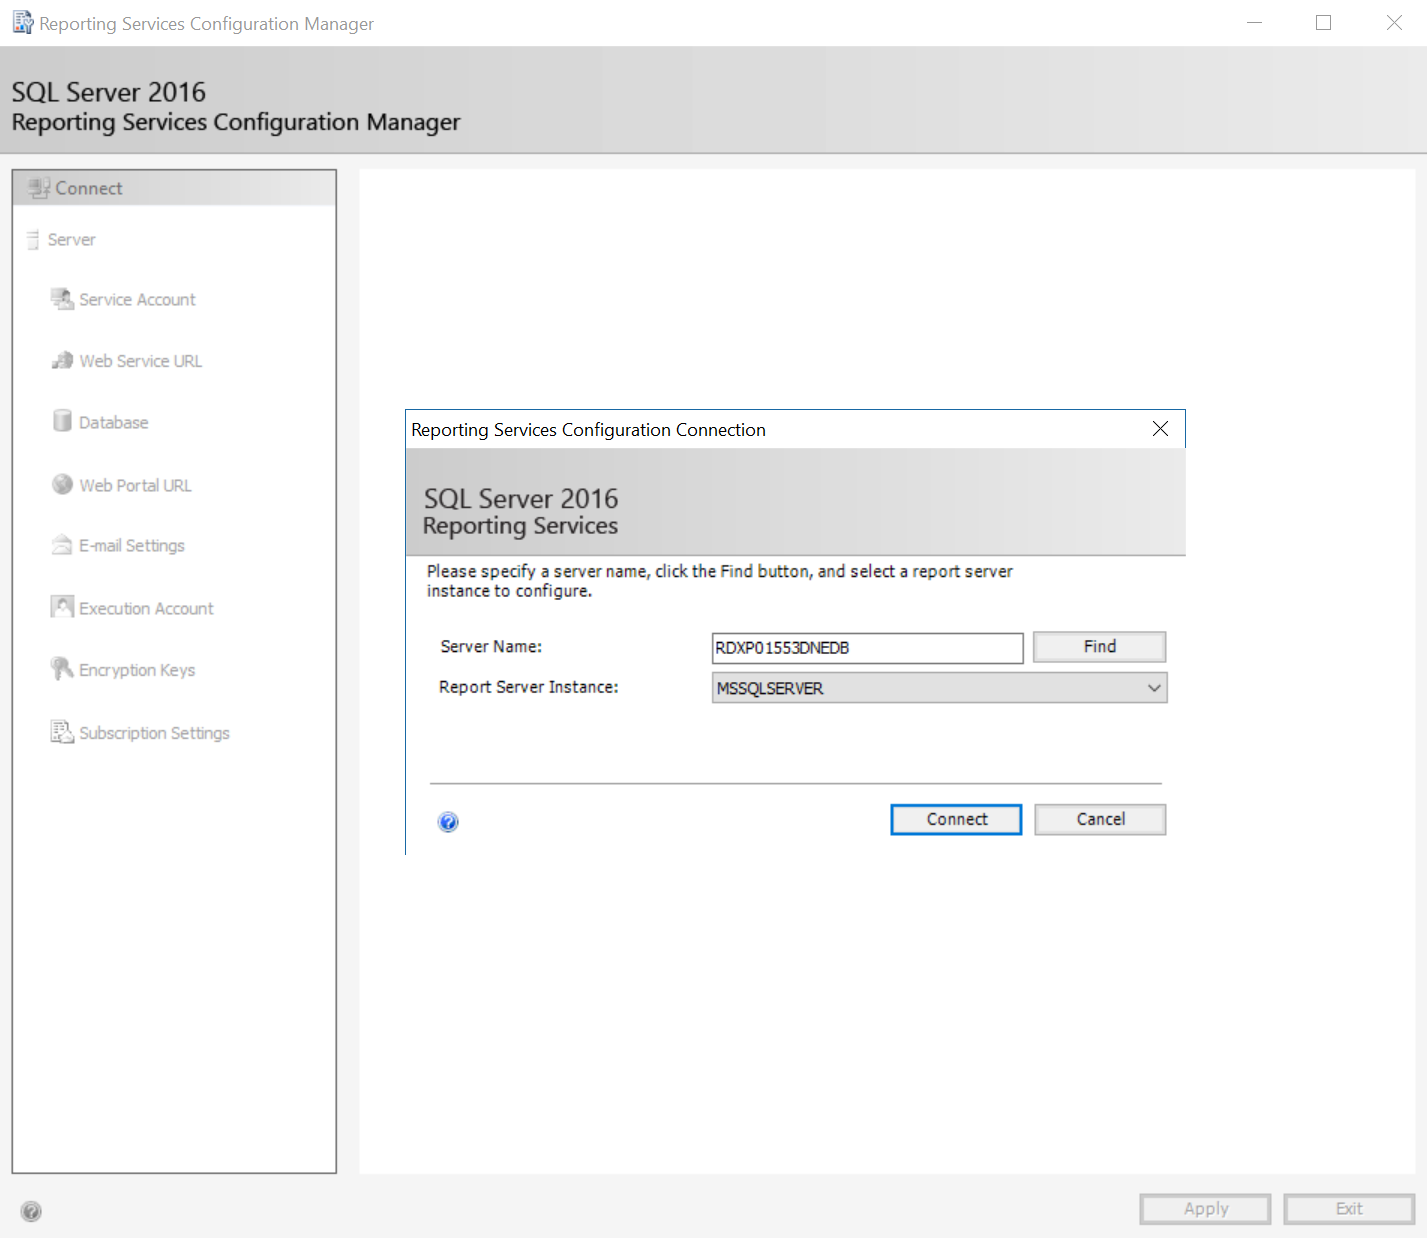 Reporting Services Configuration Manager
SQL Server 2016
Reporting Services Configuration Manager
Connect
Server
Service Account
Web Service URL
Database
Web Portal URL
E-mail Settings
Execution Account
Encryption Keys
Subscription Settings
Reporting Services Configuration Connection
SQL Server 2016
Reporting Services
Please specify a server name, click the Find button, and select a report server
instance to configure.
Server Name:
RDXP01553DNEDB
Find
Report Server Instance:
MSSQLSERVER
Connect
Cancel
Apply
Exit